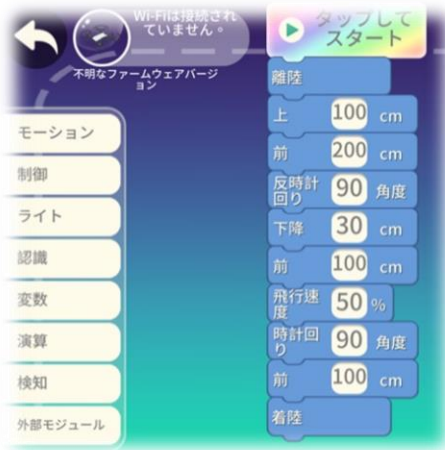 Wi-Fiは接続され
ていません。
不明なファームウェアバージ
ョン
モーション
制御
ライト
認識
変数
演算
検知
外部モジュール
タップして
スタート
離陸
上 100 cm
前 200 cm
反時計
回り 90 角度
下降 30 cm
前 100 cm
飛行速
度 50 %
時計回
り 90 角度
前 100 cm
着陸